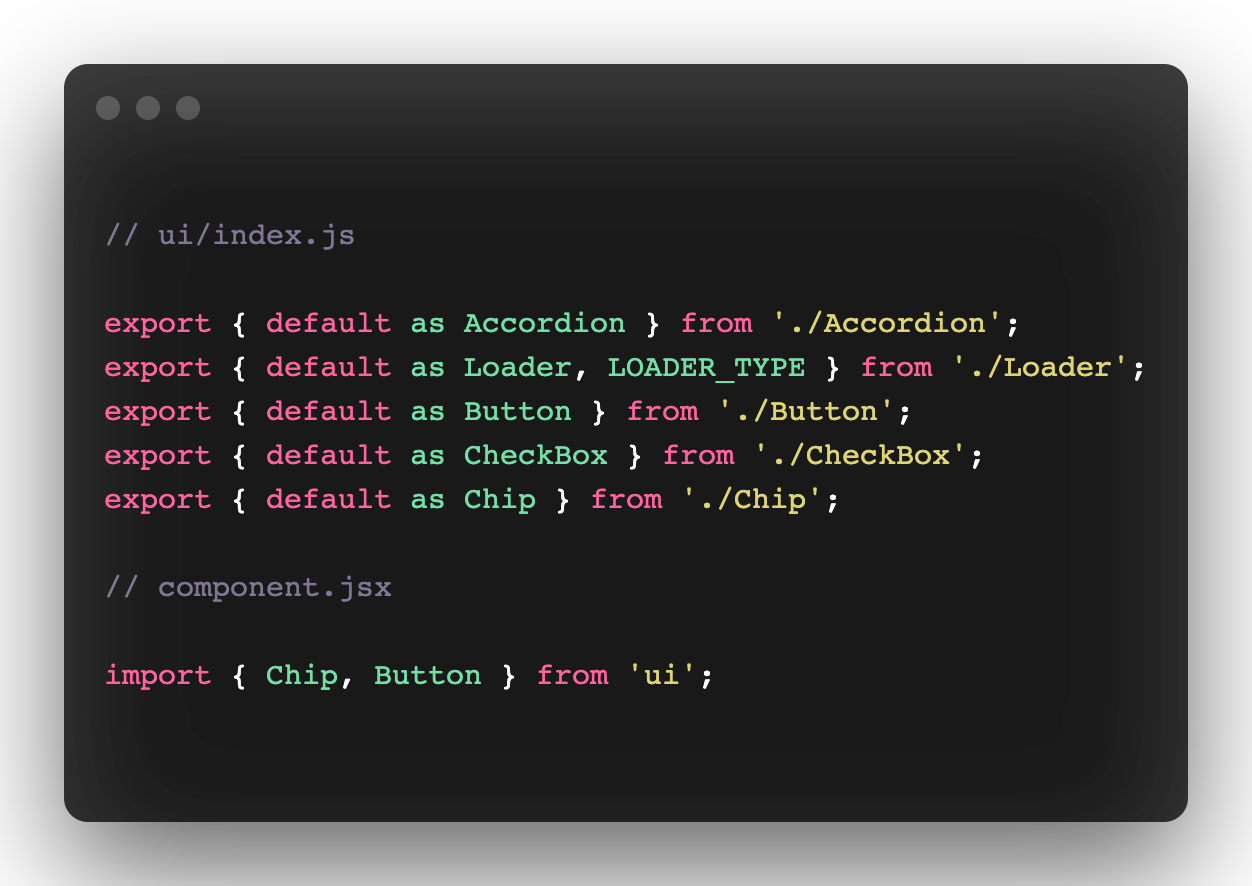 // ui/index.js
export { default as Accordion } from './Accordion';
export { default as Loader, LOADER_TYPE } from './Loader';
export { default as Button } from './Button';
export { default as CheckBox } from './CheckBox';
export { default as Chip } from './Chip';
// component.jsx
import { Chip, Button } from 'ui';